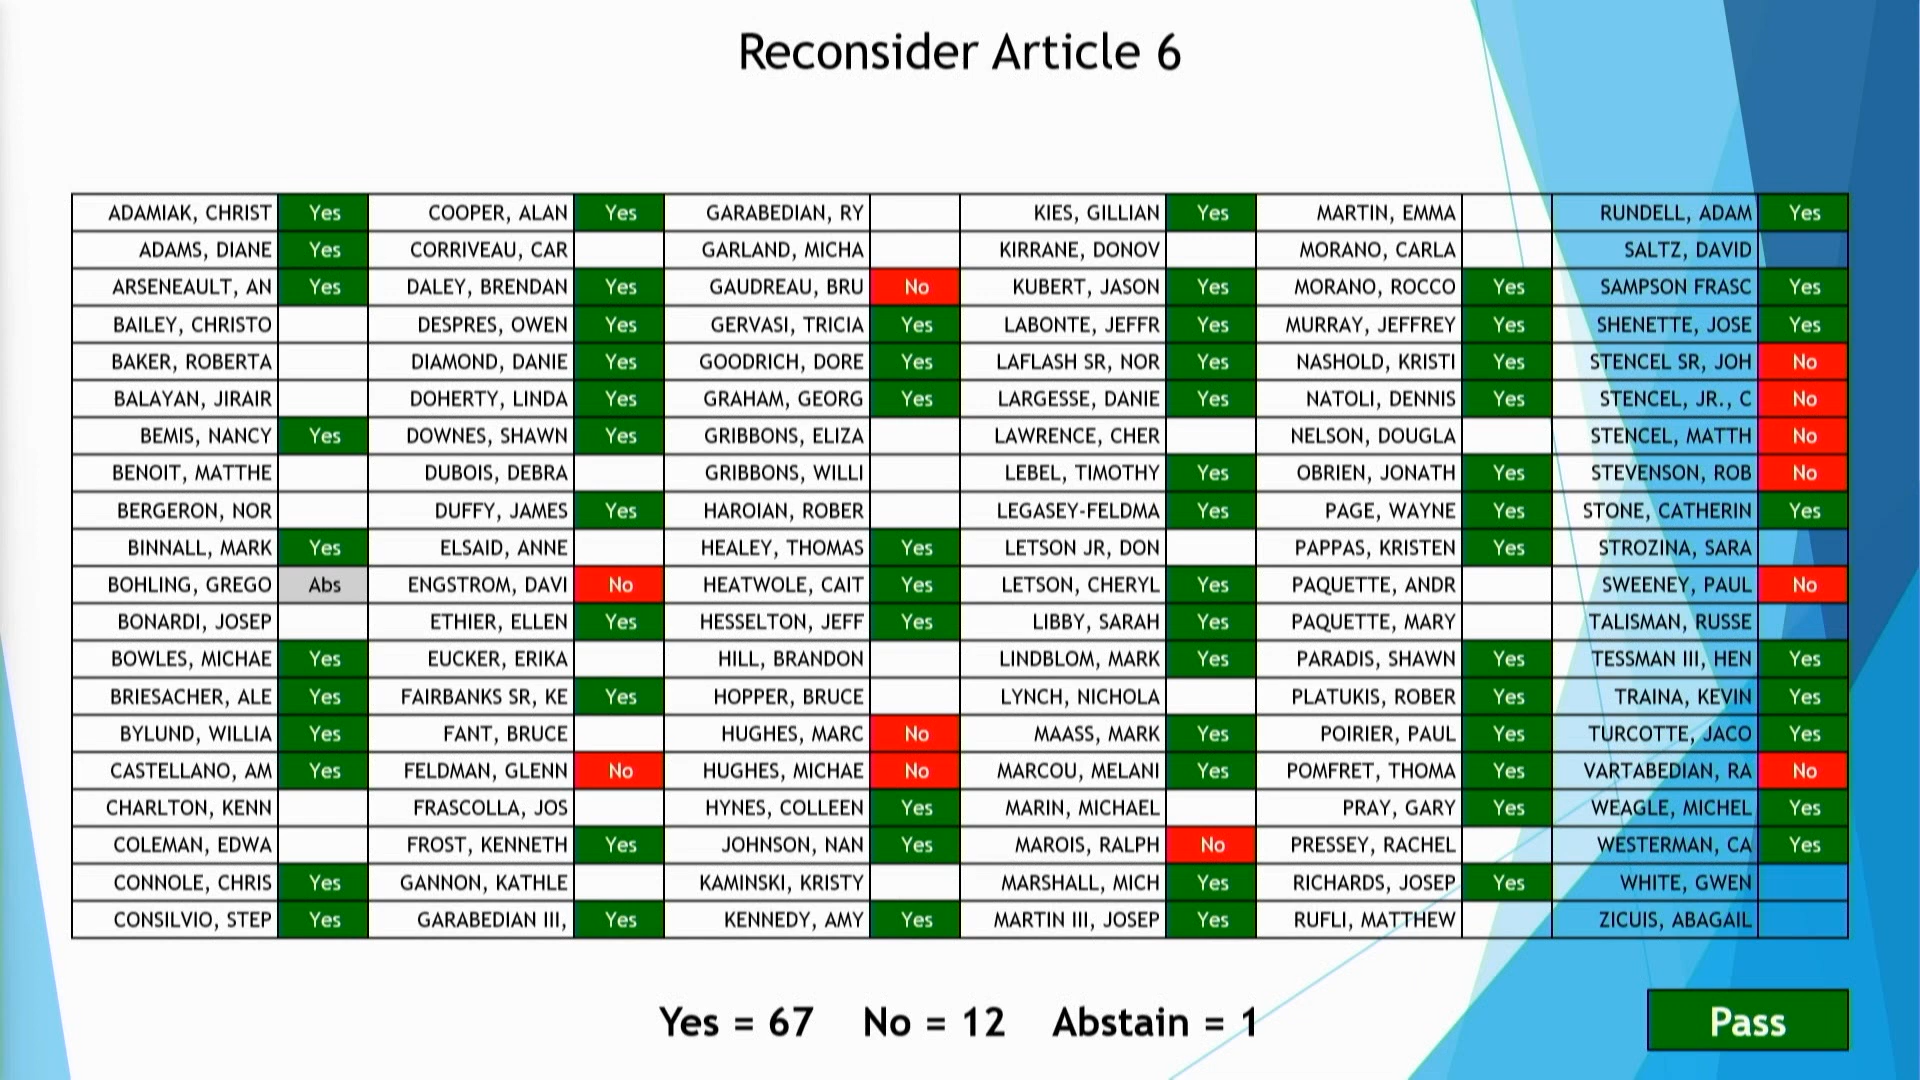 Reconsider Article 6
ADAMIAK, CHRIST Yes COOPER, ALAN Yes GARABEDIAN, RY KIES, GILLIAN Yes MARTIN, EMMA RUNDELL, ADAM Yes
ADAMS, DIANE Yes CORRIVEAU, CAR GARLAND, MICHA KIRRANE, DONOV MORANO, CARLA SALTZ, DAVID
ARSENEAULT, AN Yes DALEY, BRENDAN Yes GAUDREAU, BRU No KUBERT, JASON Yes MORANO, ROCCO Yes SAMPSON FRASC Yes
BAILEY, CHRISTO DESPRES, OWEN Yes GERVASI, TRICIA Yes LABONTE, JEFFR Yes MURRAY, JEFFREY Yes SHENETTE, JOSE Yes
BAKER, ROBERTA DIAMOND, DANIE Yes GOODRICH, DORE Yes LAFLASH SR, NOR Yes NASHOLD, KRISTI Yes STENCEL SR, JOH No
BALAYAN, JIRAIR DOHERTY, LINDA Yes GRAHAM, GEORG Yes LARGESSE, DANIE Yes NATOLI, DENNIS Yes STENCEL, JR., C No
BEMIS, NANCY Yes DOWNES, SHAWN Yes GRIBBONS, ELIZA LAWRENCE, CHER NELSON, DOUGLA STENCEL, MATTH No
BENOIT, MATTHE DUBOIS, DEBRA GRIBBONS, WILLI LEBEL, TIMOTHY Yes OBRIEN, JONATH Yes STEVENSON, ROB No
BERGERON, NOR DUFFY, JAMES Yes HAROIAN, ROBER LEGASEY-FELDMA Yes PAGE, WAYNE Yes STONE, CATHERIN Yes
BINNALL, MARK Yes ELSAID, ANNE HEALEY, THOMAS Yes LETSON JR, DON PAPPAS, KRISTEN Yes STROZINA, SARA
BOHLING, GREGO Abs ENGSTROM, DAVI No HEATWOLE, CAIT Yes LETSON, CHERYL Yes PAQUETTE, ANDR SWEENEY, PAUL No
BONARDI, JOSEP ETHIER, ELLEN Yes HESSELTON, JEFF Yes LIBBY, SARAH Yes PAQUETTE, MARY TALISMAN, RUSSE
BOWLES, MICHAE Yes EUCKER, ERIKA HILL, BRANDON LINDBLOM, MARK Yes PARADIS, SHAWN Yes TESSMAN III, HEN Yes
BRIESACHER, ALE Yes FAIRBANKS SR, KE Yes HOPPER, BRUCE LYNCH, NICHOLA PLATUKIS, ROBER Yes TRAINA, KEVIN Yes
BYLUND, WILLIA Yes FANT, BRUCE HUGHES, MARC No MAASS, MARK Yes POIRIER, PAUL Yes TURCOTTE, JACO Yes
CASTELLANO, AM Yes FELDMAN, GLENN No HUGHES, MICHAE No MARCOU, MELANI Yes POMFRET, THOMA Yes VARTABEDIAN, RA No
CHARLTON, KENN FRASCOLLA, JOS HYNES, COLLEEN Yes MARIN, MICHAEL PRAY, GARY Yes WEAGLE, MICHEL Yes
COLEMAN, EDWA FROST, KENNETH Yes JOHNSON, NAN Yes MAROIS, RALPH No PRESSEY, RACHEL WESTERMAN, CA Yes
CONNOLE, CHRIS Yes GANNON, KATHLE KAMINSKI, KRISTY MARSHALL, MICH Yes RICHARDS, JOSEP Yes WHITE, GWEN
CONSILVIO, STEP Yes GARABEDIAN III, Yes KENNEDY, AMY Yes MARTIN III, JOSEP Yes RUFLI, MATTHEW ZICUIS, ABAGAIL
Yes = 67 No = 12 Abstain = 1
Pass